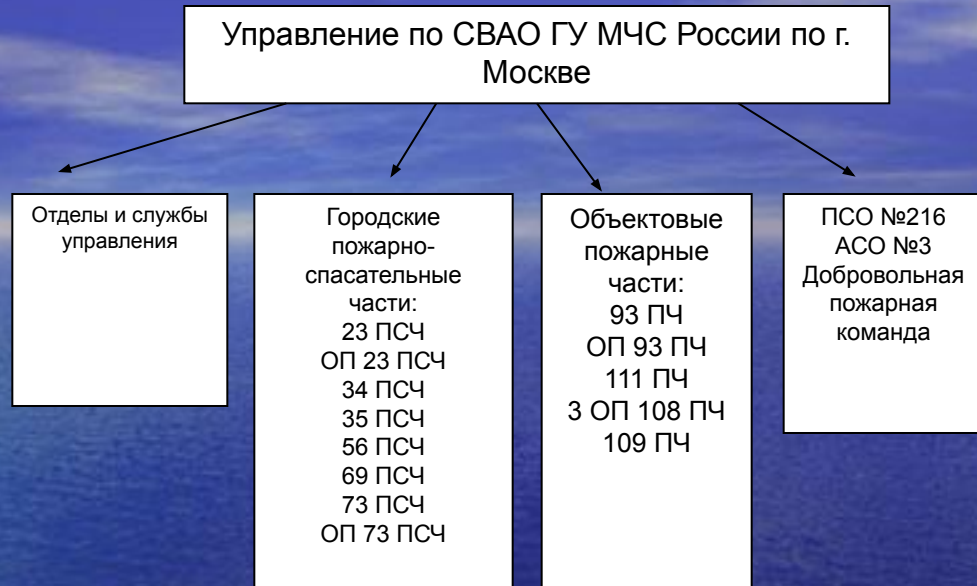 Управление по СВАО ГУ МЧС России по г.
Москве
Отделы и службы
управления
Городские
пожарно-
спасательные
части:
23 ПСЧ
ОП 23 ПСЧ
34 ПСЧ
35 ПСЧ
56 ПСЧ
69 ПСЧ
73 ПСЧ
ОП 73 ПСЧ
Объектовые
пожарные
части:
93 ПЧ
ОП 93 ПЧ
111 ПЧ
3 ОП 108 ПЧ
109 ПЧ
ПСО №216
АСО №3
Добровольная
пожарная
команда